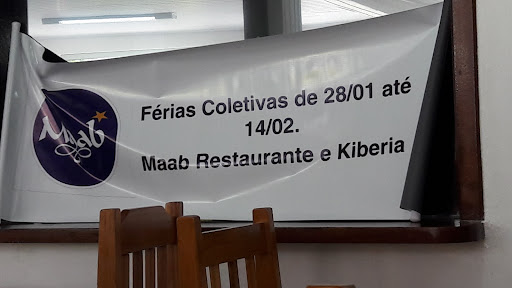 Maab
Férias Coletivas de 28/01 até
14/02.
Maab Restaurante e Kiberia